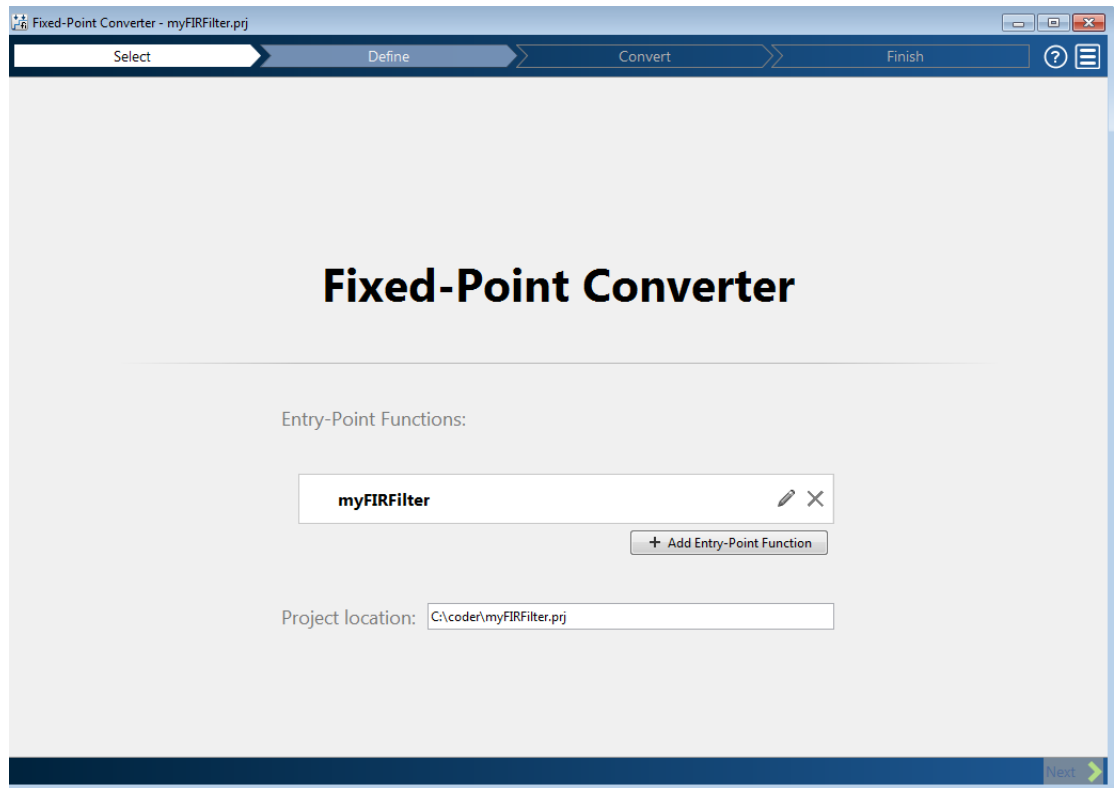 Fixed-Point Converter - myFIRFilter.prj
Select Define Convert Finish ?
Fixed-Point Converter
Entry-Point Functions:
myFIRFilter
+ Add Entry-Point Function
Project location: C:\coder\myFIRFilter.prj
Next